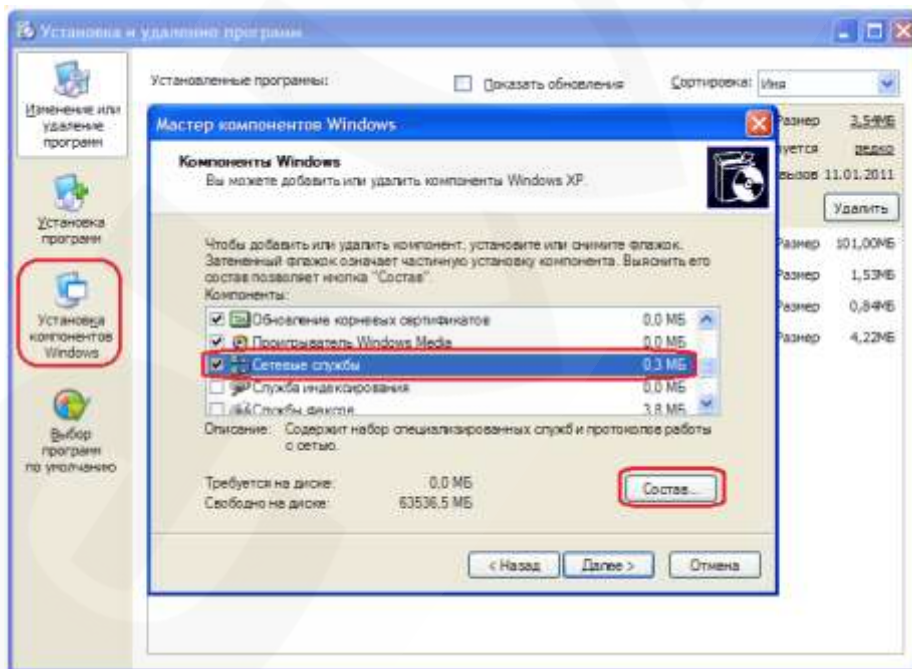 Установка и удаление программ
Изменение или
удаление
программ
Установка
программ
Установка
компонентов
Windows
Выбор
программ
по умолчанию
Установленные программы:
Показать обновления
Сортировка: Имя
Размер 3,54МБ
редко
11.01.2011
Удалить
Размер 101,00МБ
Размер 1,53МБ
Размер 0,84МБ
Размер 4,22МБ
Мастер компонентов Windows
Компоненты Windows
Вы можете добавить или удалить компоненты Windows XP.
Чтобы добавить или удалить компонент, установите или снимите флажок.
Затененный флажок означает частичную установку компонента. Выяснить его
состав позволяет кнопка "Состав".
Компоненты:
Обновление корневых сертификатов 0,0 МБ
Проигрыватель Windows Media 0,0 МБ
Сетевые службы 0,3 МБ
Служба индексирования 0,0 МБ
Службы факсов 3,8 МБ
Описание: Содержит набор специализированных служб и протоколов работы
с сетью.
Требуется на диске: 0,0 МБ
Свободно на диске: 63536,5 МБ
Состав...
< Назад
Далее >
Отмена